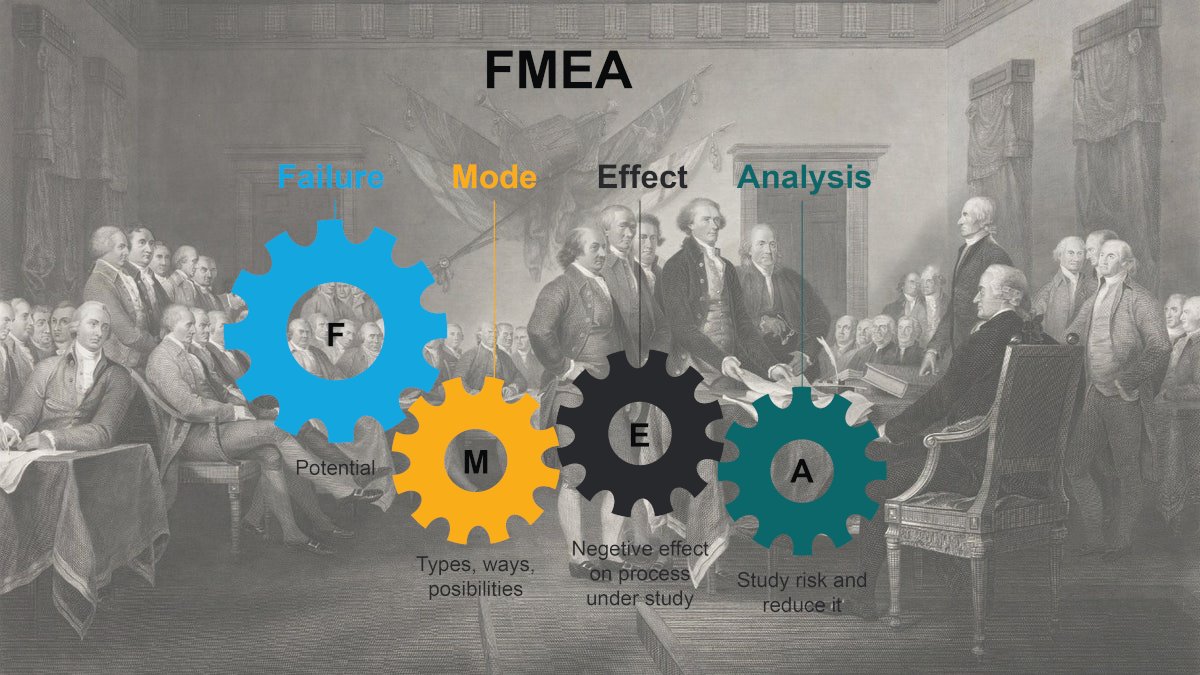 FMEA
Failure
Mode
Effect
Analysis
F
M
E
A
Potential
Types, ways,
posibilities
Negetive effect
on process
under study
Study risk and
reduce it